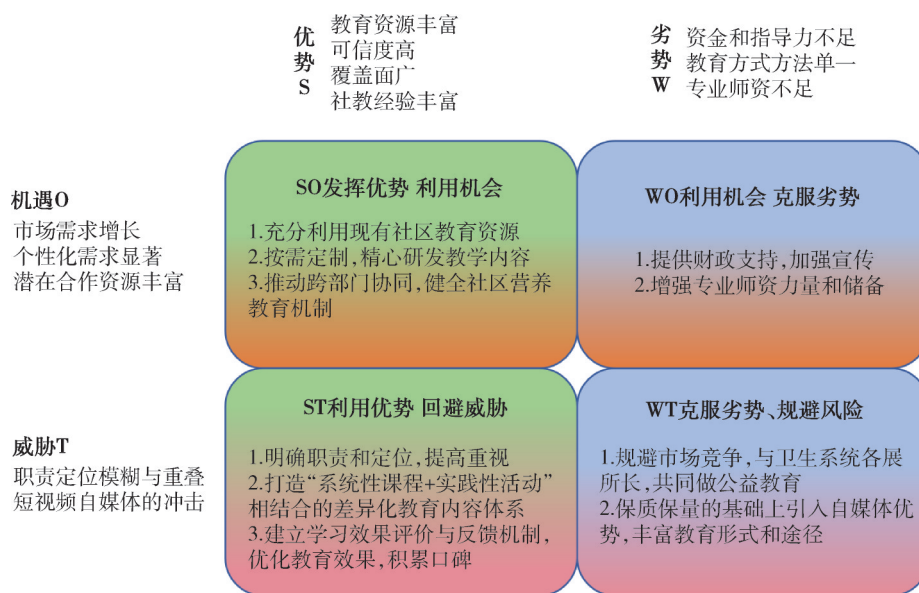 优势S
教育资源丰富
可信度高
覆盖面广
社教经验丰富
劣势W
资金和指导力不足
教育方式方法单一
专业师资不足
机遇O
市场需求增长
个性化需求显著
潜在合作资源丰富
SO发挥优势 利用机会
1.充分利用现有社区教育资源
2.按需定制,精心研发教学内容
3.推动跨部门协同,健全社区营养
教育机制
WO利用机会 克服劣势
1.提供财政支持,加强宣传
2.增强专业师资力量和储备
威胁T
职责定位模糊与重叠
短视频自媒体的冲击
ST利用优势 回避威胁
1.明确职责和定位,提高重视
2.打造“系统性课程+实践性活动”
相结合的差异化教育内容体系
3.建立学习效果评价与反馈机制,
优化教育效果,积累口碑
WT克服劣势、规避风险
1.规避市场竞争,与卫生系统各展
所长,共同做公益教育
2.保质保量的基础上引入自媒体优
势,丰富教育形式和途径